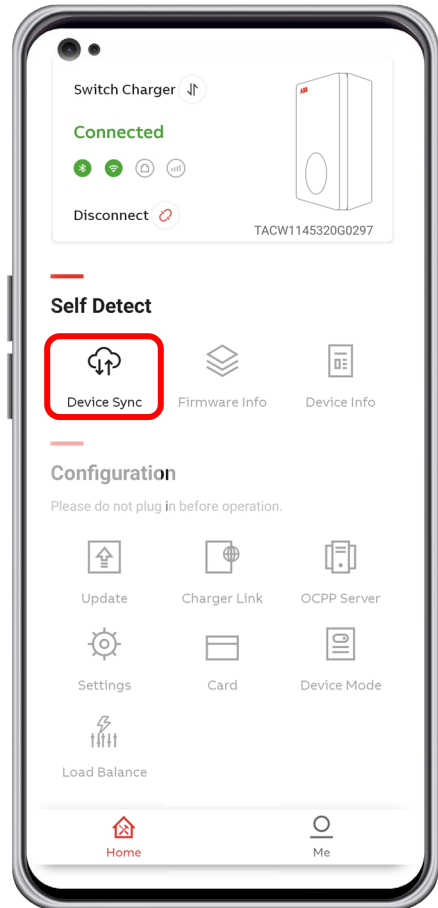 Switch Charger
ABB
Connected
Disconnect
TACW1145320G0297
Self Detect
Device Sync
Firmware Info
Device Info
Configuration
Please do not plug in before operation.
Update
Charger Link
OCPP Server
Settings
Card
Device Mode
Load Balance
Home
Me